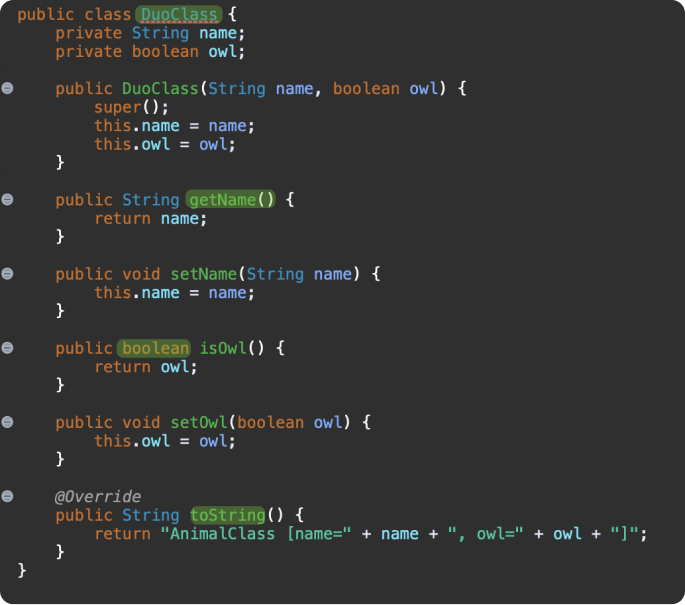 public class DuoClass {
    private String name;
    private boolean owl;

    public DuoClass(String name, boolean owl) {
        super();
        this.name = name;
        this.owl = owl;
    }

    public String getName() {
        return name;
    }

    public void setName(String name) {
        this.name = name;
    }

    public boolean isOwl() {
        return owl;
    }

    public void setOwl(boolean owl) {
        this.owl = owl;
    }

    @Override
    public String toString() {
        return "AnimalClass [name=" + name + ", owl=" + owl + "]";
    }
}